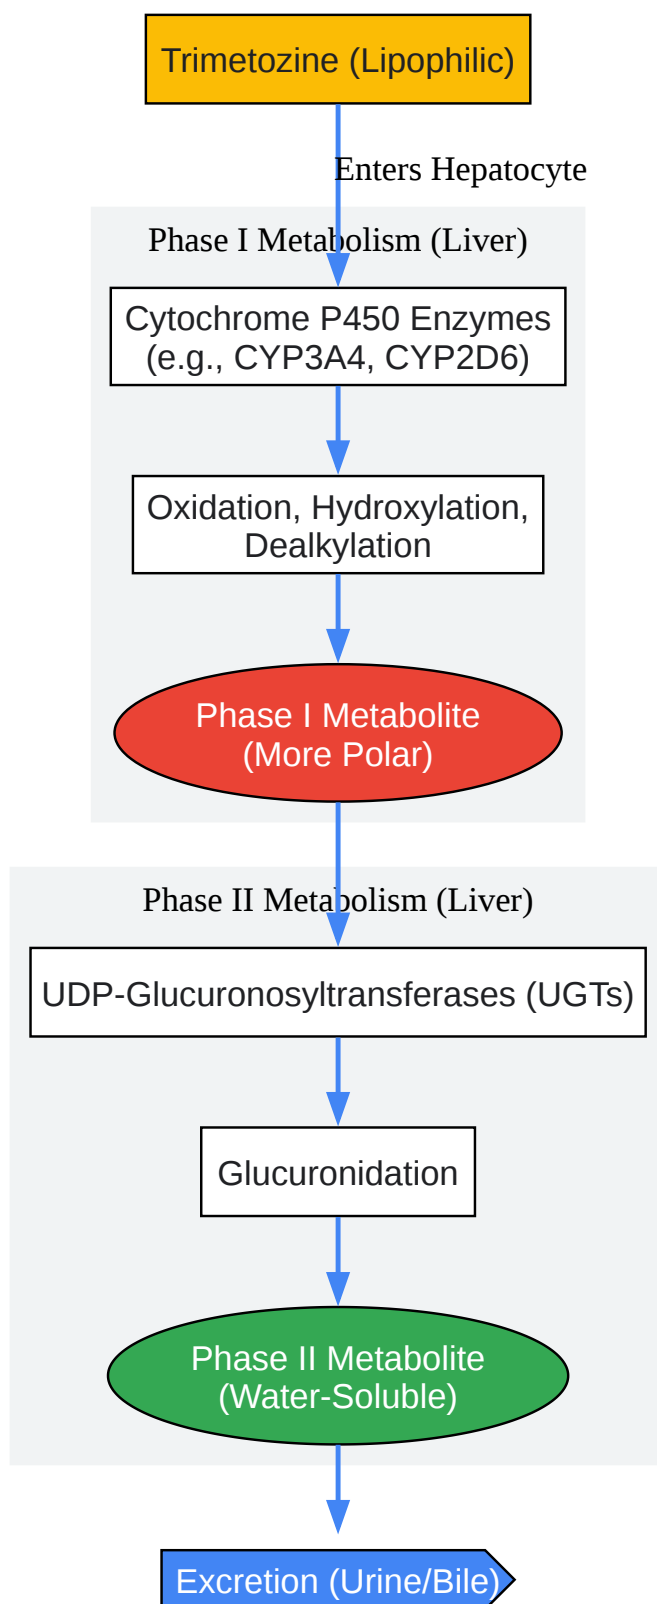 Trimetozine (Lipophilic)
Enters Hepatocyte
Phase I Metabolism (Liver)
Cytochrome P450 Enzymes
(e.g., CYP3A4, CYP2D6)
Oxidation, Hydroxylation,
Dealkylation
Phase I Metabolite
(More Polar)
Phase II Metabolism (Liver)
UDP-Glucuronosyltransferases (UGTs)
Glucuronidation
Phase II Metabolite
(Water-Soluble)
Excretion (Urine/Bile)